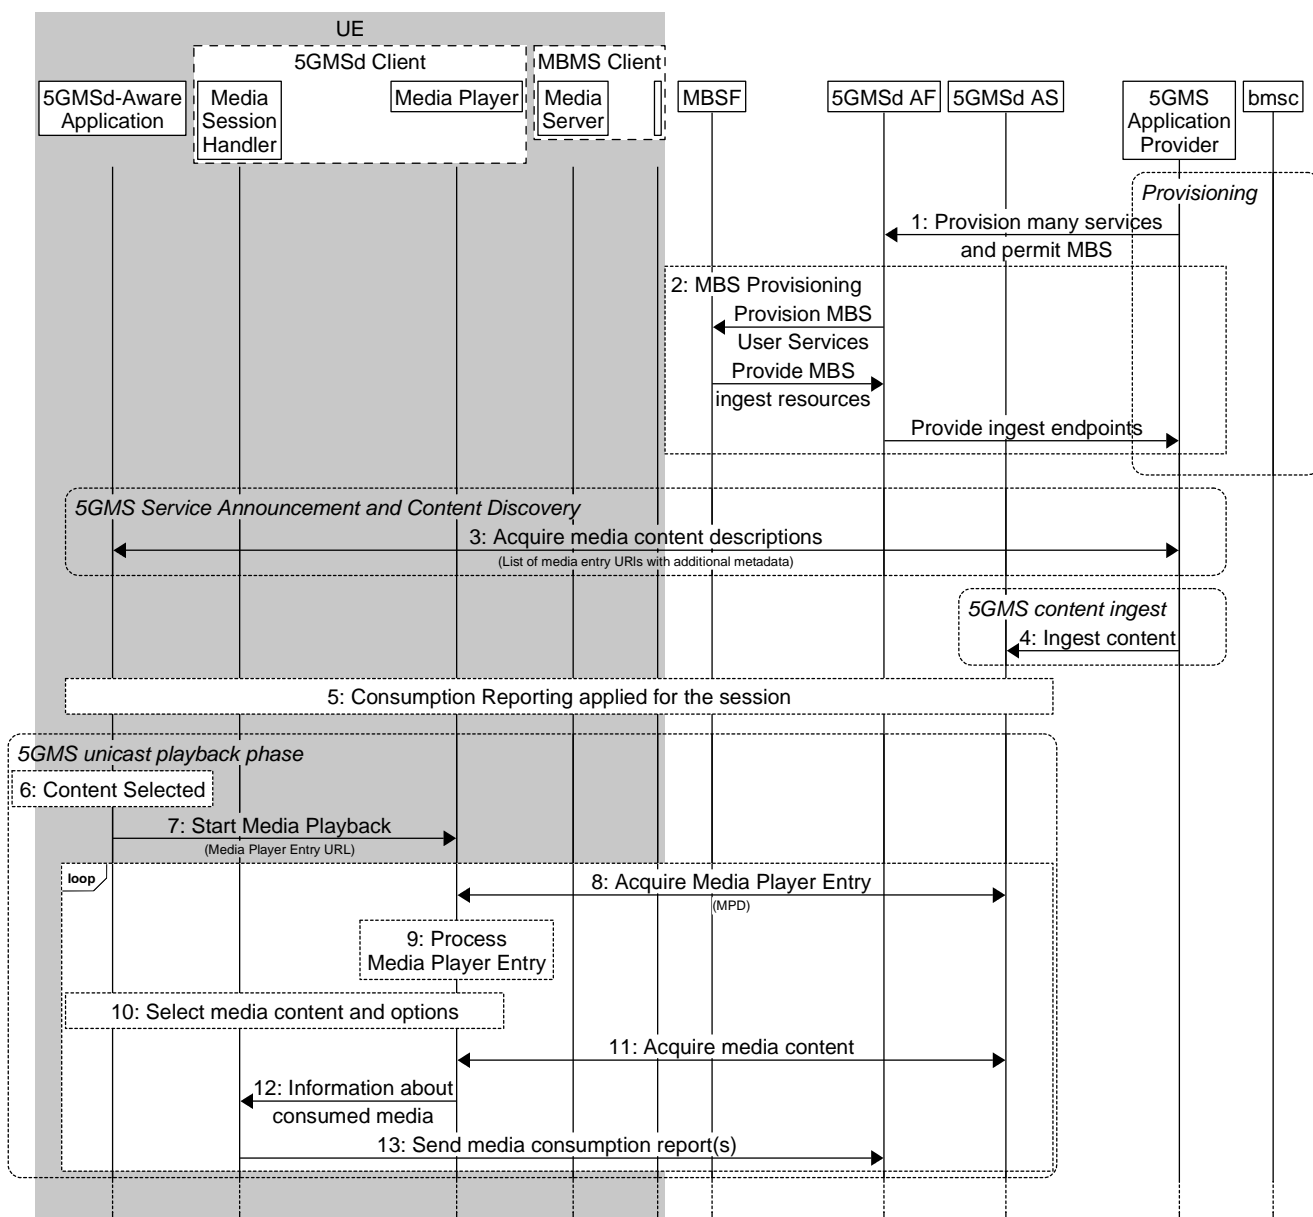 UE
5GMSd Client
MBMS Client
5GMSd-Aware
Application
Media
Session
Handler
Media Player
Media
Server
MBSF
5GMSd AF
5GMSd AS
5GMS
Application
Provider
bmsc
Provisioning
1: Provision many services
and permit MBS
2: MBS Provisioning
Provision MBS
User Services
Provide MBS
ingest resources
Provide ingest endpoints
5GMS Service Announcement and Content Discovery
3: Acquire media content descriptions
(List of media entry URIs with additional metadata)
5GMS content ingest
4: Ingest content
5: Consumption Reporting applied for the session
5GMS unicast playback phase
6: Content Selected
7: Start Media Playback
(Media Player Entry URL)
loop
8: Acquire Media Player Entry
(MPD)
9: Process
Media Player Entry
10: Select media content and options
11: Acquire media content
12: Information about
consumed media
13: Send media consumption report(s)